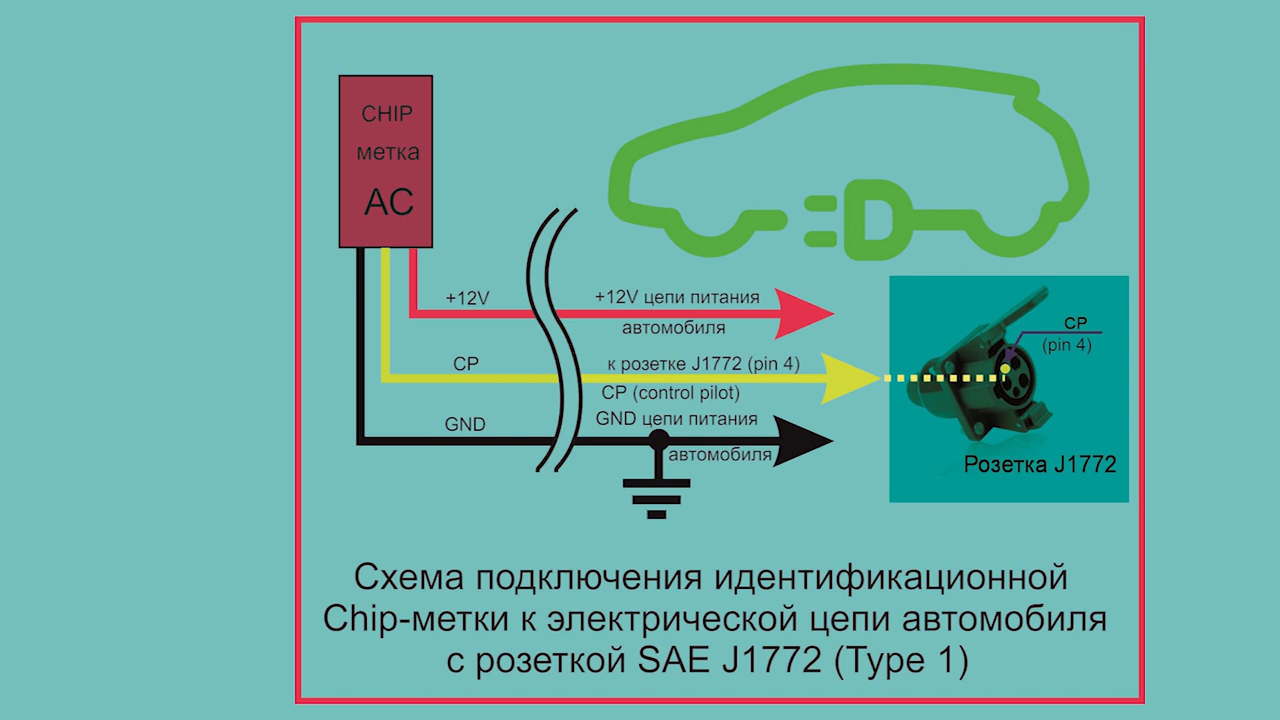 CHIP
метка
AC
+12V
+12V цепи питания
автомобиля
CP
к розетке J1772 (pin 4)
CP (control pilot)
GND
GND цепи питания
автомобиля
CP
(pin 4)
Розетка J1772
Схема подключения идентификационной
Chip-метки к электрической цепи автомобиля
с розеткой SAE J1772 (Type 1)